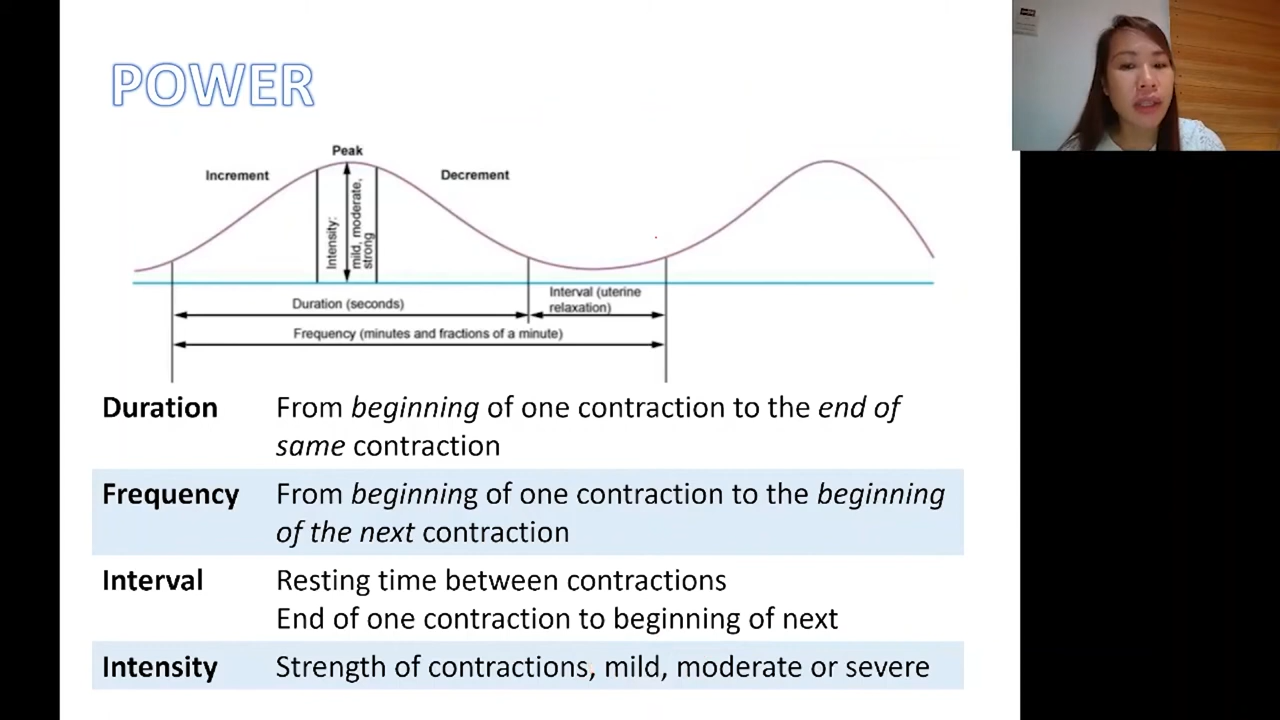 POWER
Peak
Increment
Decrement
Intensity:
mild, moderate,
strong
Duration (seconds)
Interval (uterine
relaxation)
Frequency (minutes and fractions of a minute)
Duration From beginning of one contraction to the end of
same contraction
Frequency From beginning of one contraction to the beginning
of the next contraction
Interval Resting time between contractions
End of one contraction to beginning of next
Intensity Strength of contractions, mild, moderate or severe